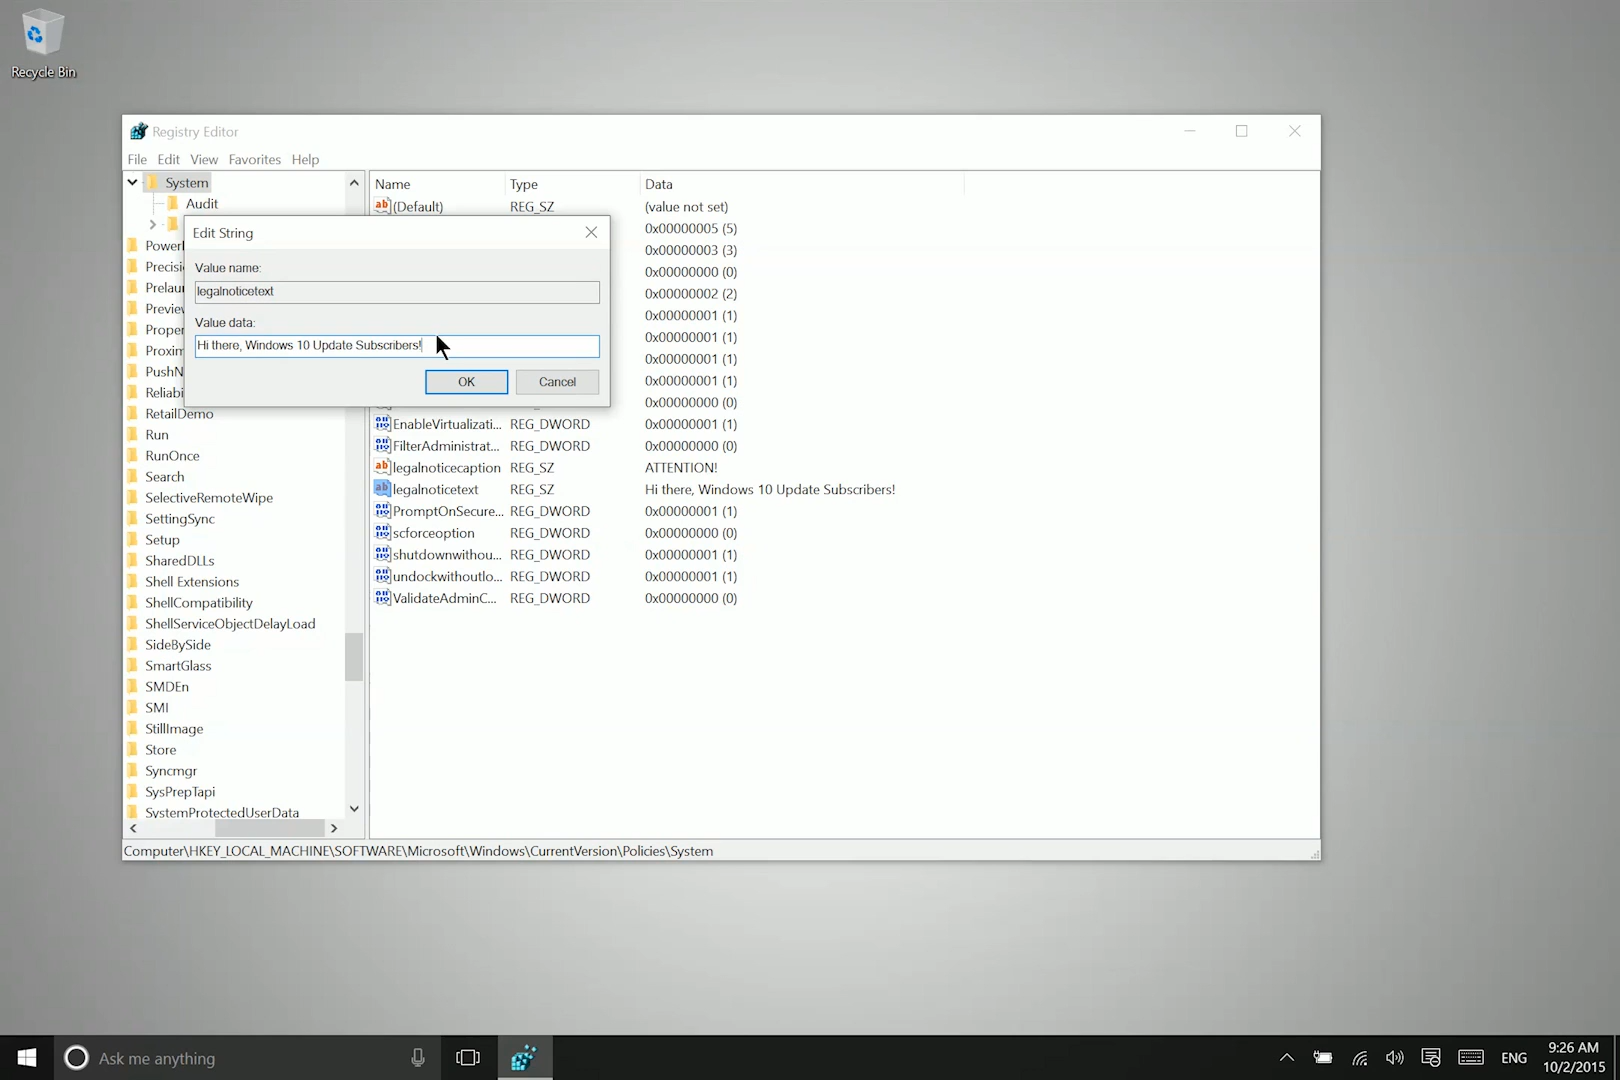 Recycle Bin
Registry Editor
File Edit View Favorites Help
System
Audit
Name Type Data
(Default) REG_SZ (value not set)
0x00000005 (5)
0x00000003 (3)
0x00000000 (0)
0x00000002 (2)
0x00000001 (1)
0x00000001 (1)
0x00000001 (1)
0x00000001 (1)
0x00000000 (0)
Edit String
Value name:
legalnoticetext
Value data:
Hi there, Windows 10 Update Subscribers!
OK Cancel
EnableVirtualizati... REG_DWORD 0x00000001 (1)
FilterAdministrat... REG_DWORD 0x00000000 (0)
legalnoticecaption REG_SZ ATTENTION!
legalnoticetext REG_SZ Hi there, Windows 10 Update Subscribers!
PromptOnSecure... REG_DWORD 0x00000001 (1)
scforceoption REG_DWORD 0x00000000 (0)
shutdownwithou... REG_DWORD 0x00000001 (1)
undockwithoutlo... REG_DWORD 0x00000001 (1)
ValidateAdminC... REG_DWORD 0x00000000 (0)
Power
Precisi
Prelau
Previe
Proper
Proxim
PushN
Reliabi
RetailDemo
Run
RunOnce
Search
SelectiveRemoteWipe
SettingSync
Setup
SharedDLLs
Shell Extensions
ShellCompatibility
ShellServiceObjectDelayLoad
SideBySide
SmartGlass
SMDEn
SMI
StillImage
Store
Syncmgr
SysPrepTapi
SystemProtectedUserData
Computer\HKEY_LOCAL_MACHINE\SOFTWARE\Microsoft\Windows\CurrentVersion\Policies\System
Ask me anything
ENG
9:26 AM
10/2/2015